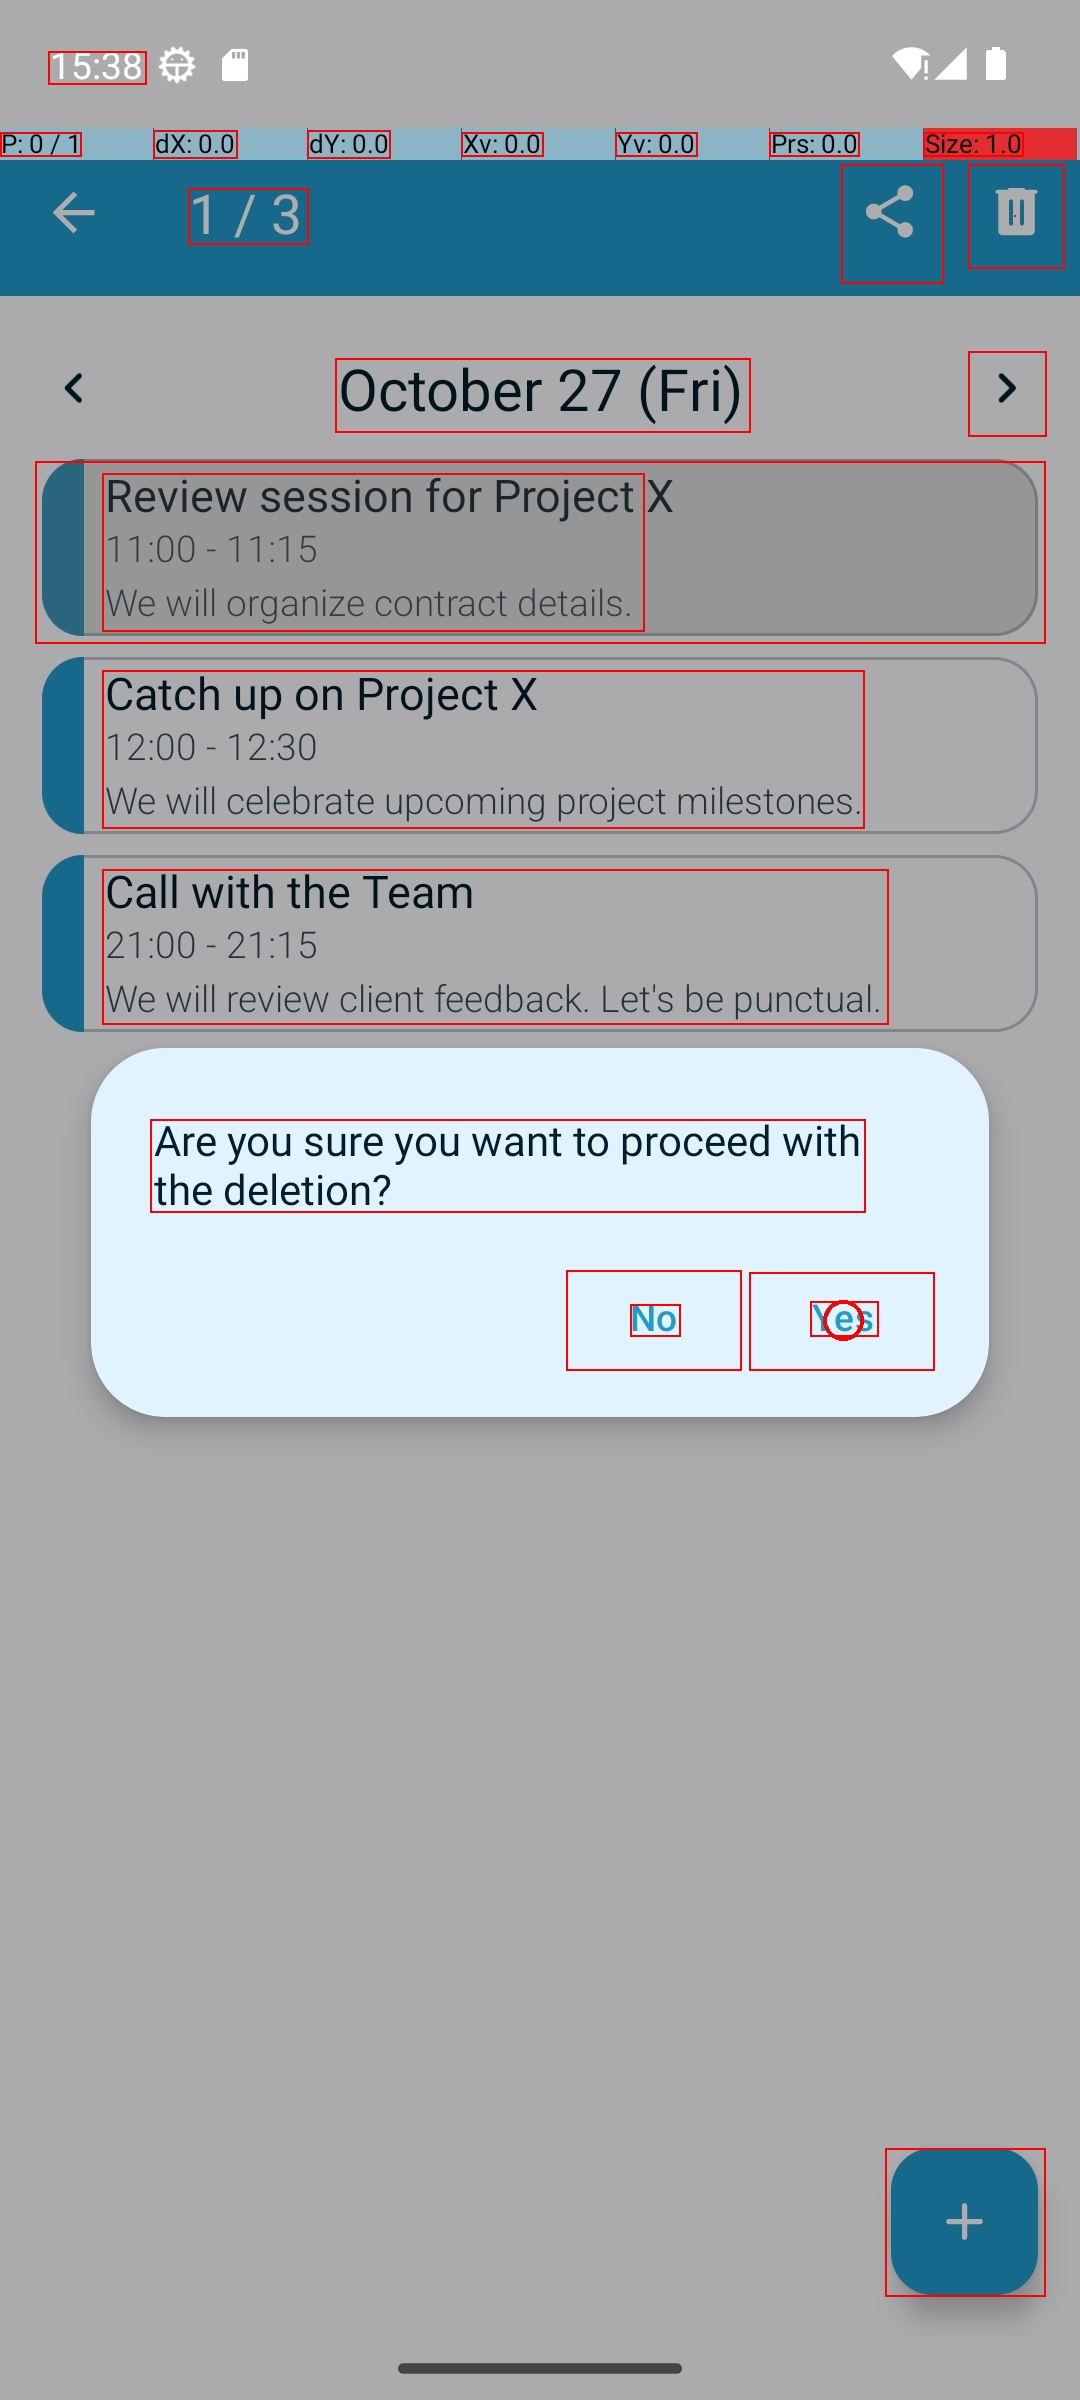 15:38
P: 0 / 1 dX: 0.0 dY: 0.0 Xv: 0.0 Yv: 0.0 Prs: 0.0 Size: 1.0
1 / 3
October 27 (Fri)
Review session for Project X
11:00 - 11:15
We will organize contract details.
Catch up on Project X
12:00 - 12:30
We will celebrate upcoming project milestones.
Call with the Team
21:00 - 21:15
We will review client feedback. Let's be punctual.
Are you sure you want to proceed with
the deletion?
No Yes